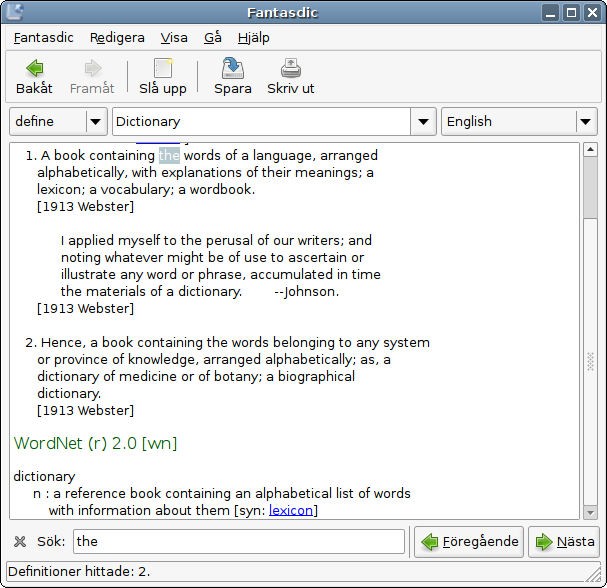 Fantasdic
Fantasdic Redigera Visa Gå Hjälp
Bakåt Framåt Slå upp Spara Skriv ut
define Dictionary English
1. A book containing the words of a language, arranged
alphabetically, with explanations of their meanings; a
lexicon; a vocabulary; a wordbook.
[1913 Webster]
I applied myself to the perusal of our writers; and
noting whatever might be of use to ascertain or
illustrate any word or phrase, accumulated in time
the materials of a dictionary. --Johnson.
[1913 Webster]
2. Hence, a book containing the words belonging to any system
or province of knowledge, arranged alphabetically; as, a
dictionary of medicine or of botany; a biographical
dictionary.
[1913 Webster]
WordNet (r) 2.0 [wn]
dictionary
n : a reference book containing an alphabetical list of words
with information about them [syn: lexicon]
Sök: the Föregående Nästa
Definitioner hittade: 2.